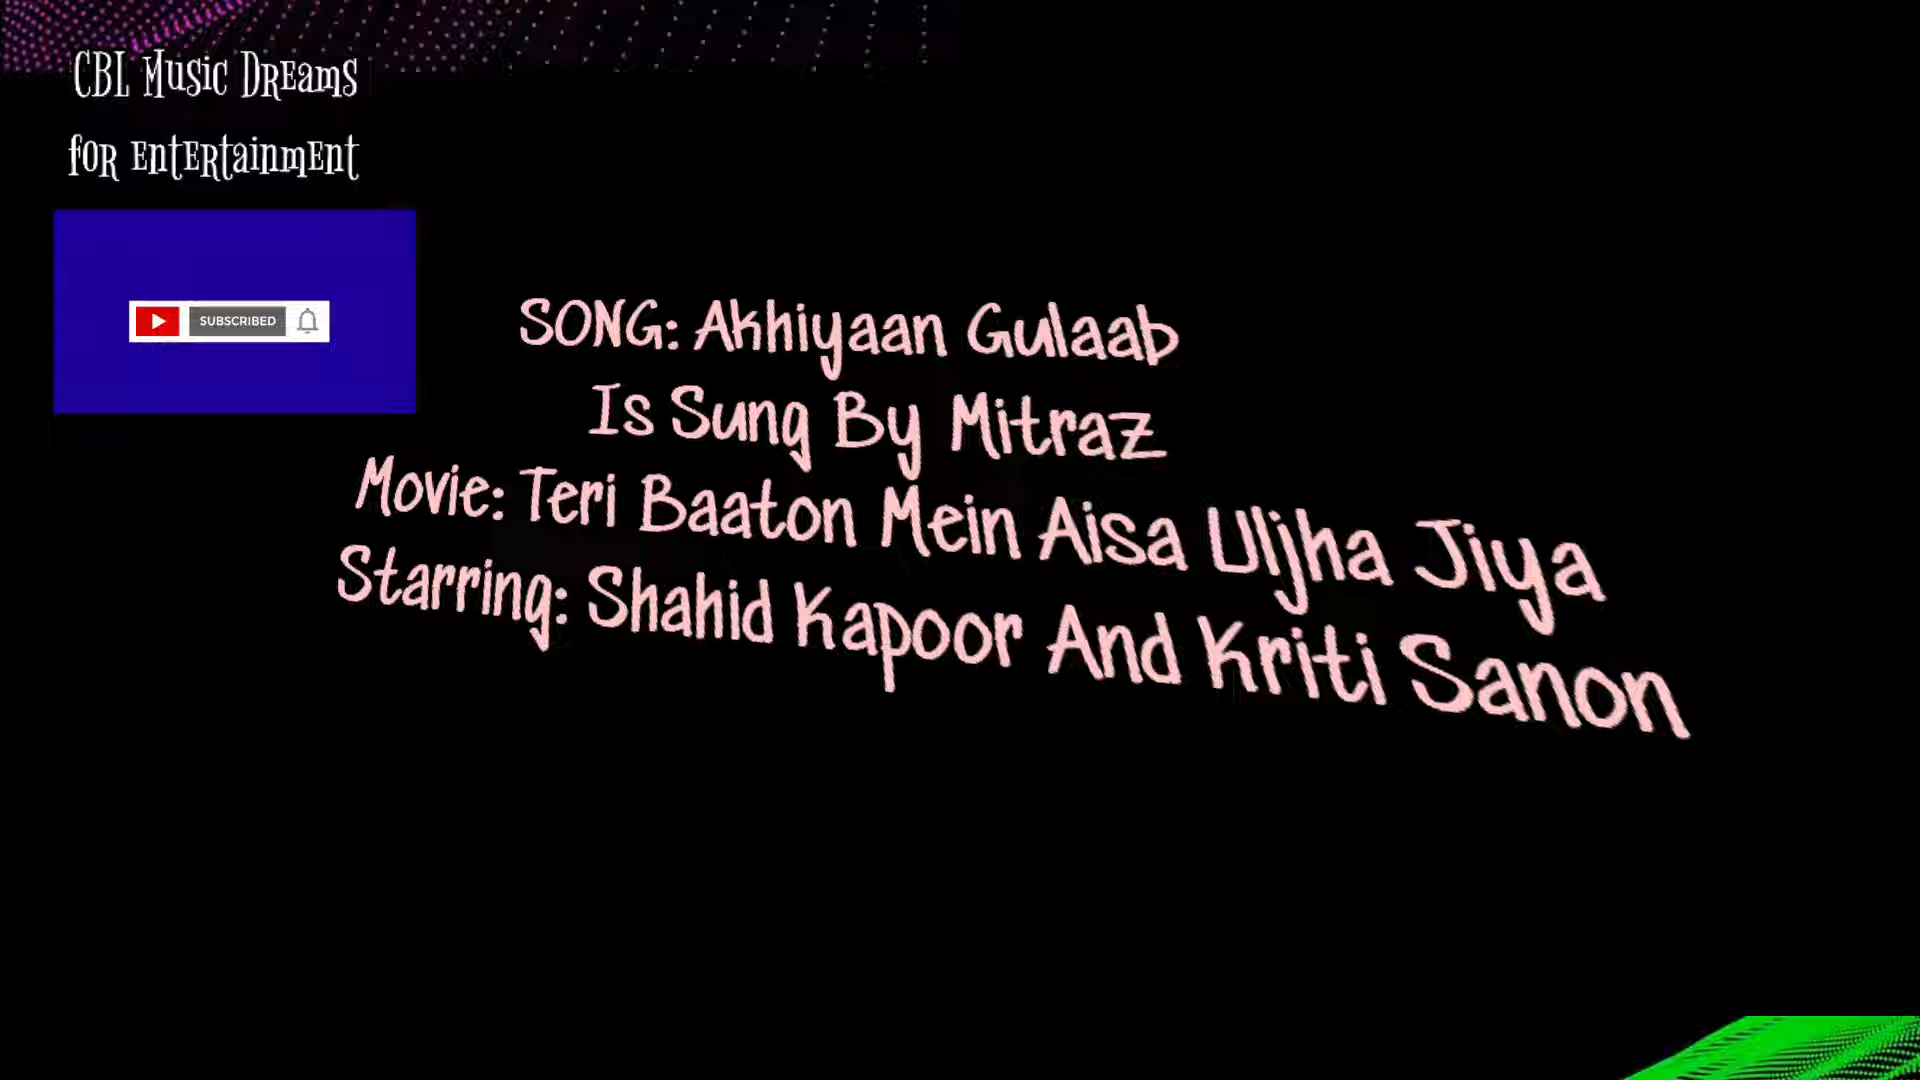 CBL Music Dreams
for Entertainment
SUBSCRIBED
SONG: Akhiyaan Gulaab
Is Sung By Mitraz
Movie: Teri Baaton Mein Aisa Uljha Jiya
Starring: Shahid Kapoor And Kriti Sanon